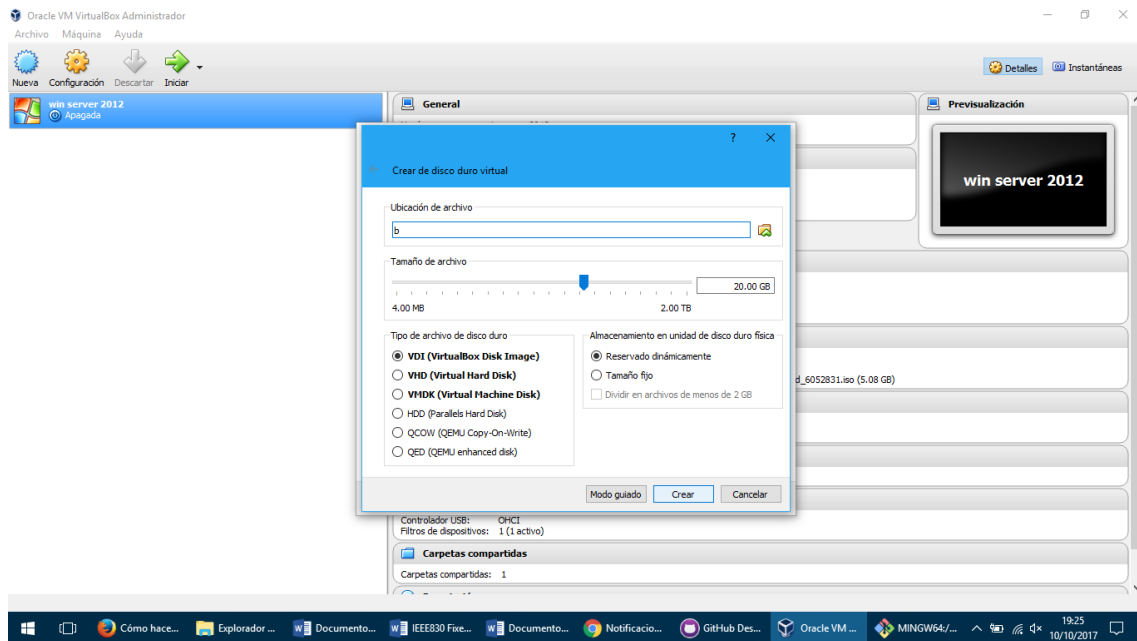 Oracle VM VirtualBox Administrador
Archivo Máquina Ayuda
Nueva Configuración Descartar Iniciar
Detalles Instantáneas
win server 2012
Apagada
General
Previsualización
win server 2012
? 
Crear de disco duro virtual
Ubicación de archivo
b
Tamaño de archivo
20.00 GB
4.00 MB 2.00 TB
Tipo de archivo de disco duro
VDI (VirtualBox Disk Image)
VHD (Virtual Hard Disk)
VMDK (Virtual Machine Disk)
HDD (Parallels Hard Disk)
QCOW (QEMU Copy-On-Write)
QED (QEMU enhanced disk)
Almacenamiento en unidad de disco duro física
Reservado dinámicamente
Tamaño fijo
Dividir en archivos de menos de 2 GB
d_6052831.iso (5.08 GB)
Modo guiado Crear Cancelar
Controlador USB: OHCI
Filtros de dispositivos: 1 (1 activo)
Carpetas compartidas
Carpetas compartidas: 1
Cómo hace... Explorador ... Documento... IEEE830 Fixe... Documento... Notificacio... GitHub Des... Oracle VM ... MINGW64:/...
19:25
10/10/2017